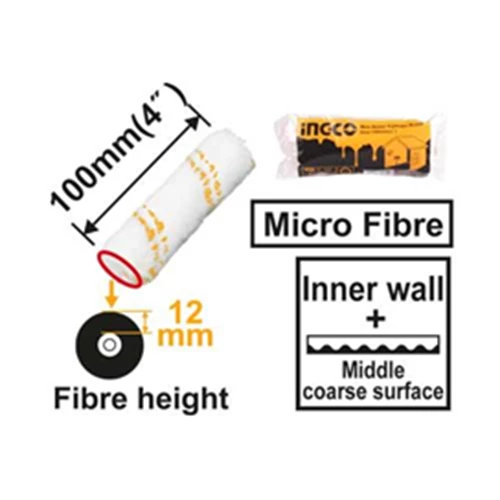 100mm(4”)
INGCO
Micro Fibre
Inner wall
+
Middle
coarse surface
12
mm
Fibre height